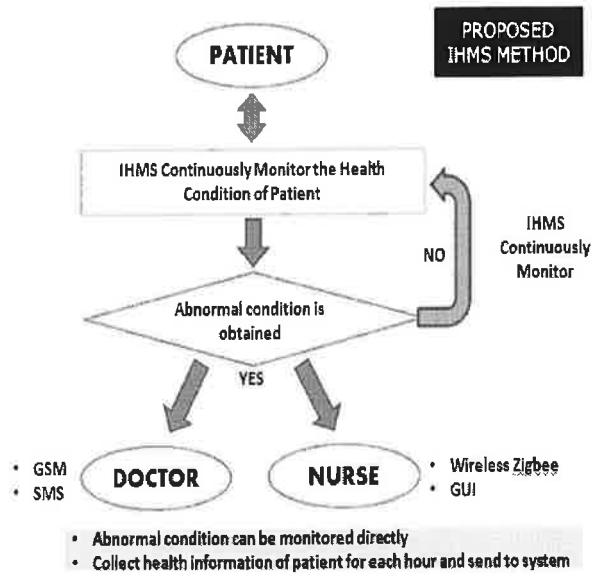 PROPOSED
IHMS METHOD
PATIENT
IHMS Continuously Monitor the Health
Condition of Patient
IHMS
Continuously
Monitor
NO
Abnormal condition is
obtained
YES
• GSM
• SMS
DOCTOR
NURSE
• Wireless Zigbee
• GUI
• Abnormal condition can be monitored directly
• Collect health information of patient for each hour and send to system